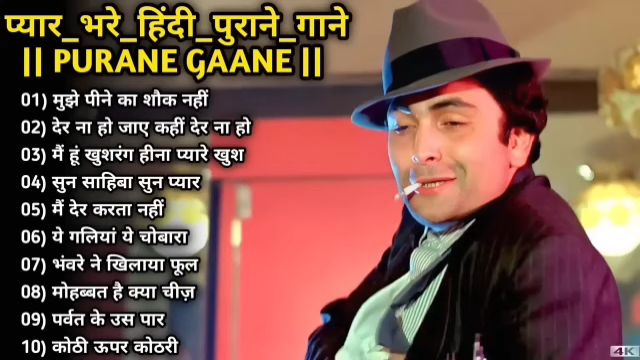 प्यार_भरे_हिंदी_पुराने_गाने
|| PURANE GAANE ||
01) मुझे पीने का शौक नहीं
02) देर ना हो जाए कहीं देर ना हो
03) मैं हूं खुशरंग हीना प्यारे खुश
04) सुन साहिबा सुन प्यार
05) मैं देर करता नहीं
06) ये गलियां ये चोबारा
07) भंवरे ने खिलाया फूल
08) मोहब्बत है क्या चीज़
09) पर्वत के उस पार
10) कोठी ऊपर कोठरी
4K